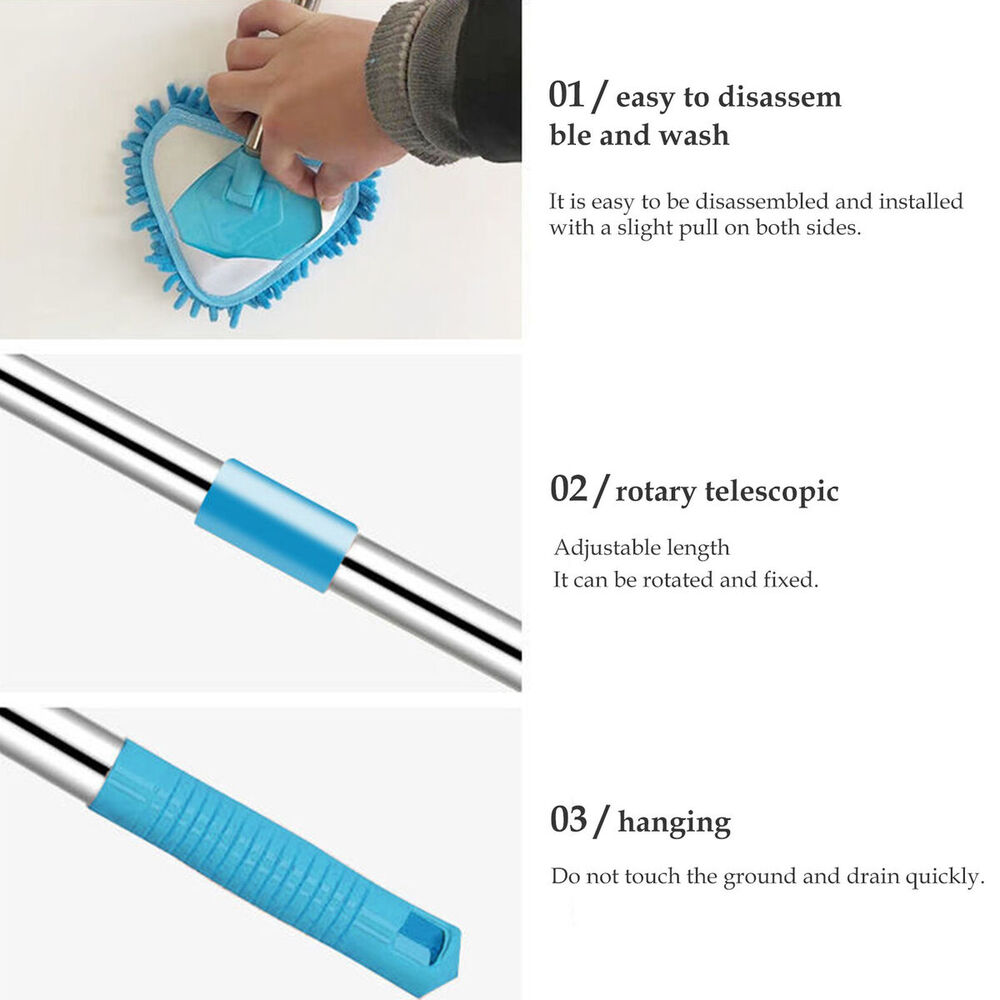 01 / easy to disassem
ble and wash
It is easy to be disassembled and installed
with a slight pull on both sides.
02 / rotary telescopic
Adjustable length
It can be rotated and fixed.
03 / hanging
Do not touch the ground and drain quickly.